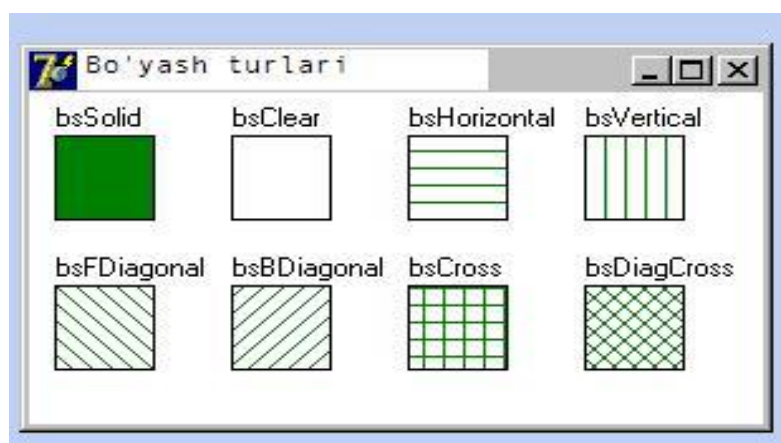 Bo'yash turlari
bsSolid bsClear bsHorizontal bsVertical
bsFDiagonal bsBDiagonal bsCross bsDiagCross